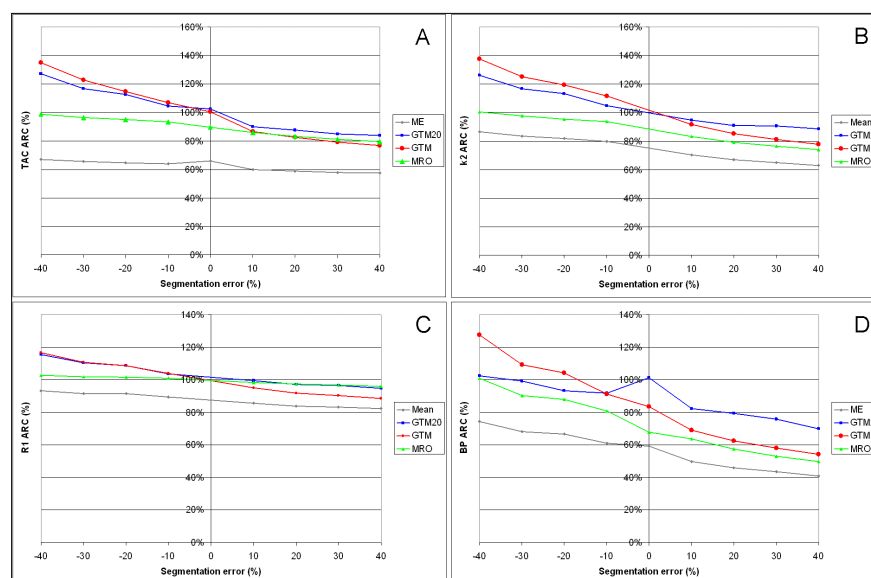 A
160%
140%
120%
100%
80%
60%
40%
20%
0%
TAC ARC (%)
-40 -30 -20 -10 0 10 20 30 40
Segmentation error (%)
ME
GTM20
GTM
MRO
B
160%
140%
120%
100%
80%
60%
40%
20%
0%
k2 ARC (%)
-40 -30 -20 -10 0 10 20 30 40
Segmentation error (%)
Mean
GTM
GTM
MRO
C
140%
120%
100%
80%
60%
40%
20%
0%
R1 ARC (%)
-40 -30 -20 -10 0 10 20 30 40
Segmentation error (%)
Mean
GTM20
GTM
MRO
D
140%
120%
100%
80%
60%
40%
20%
0%
BP ARC (%)
-40 -30 -20 -10 0 10 20 30 40
Segmentation error (%)
ME
GTM
GTM
MRO